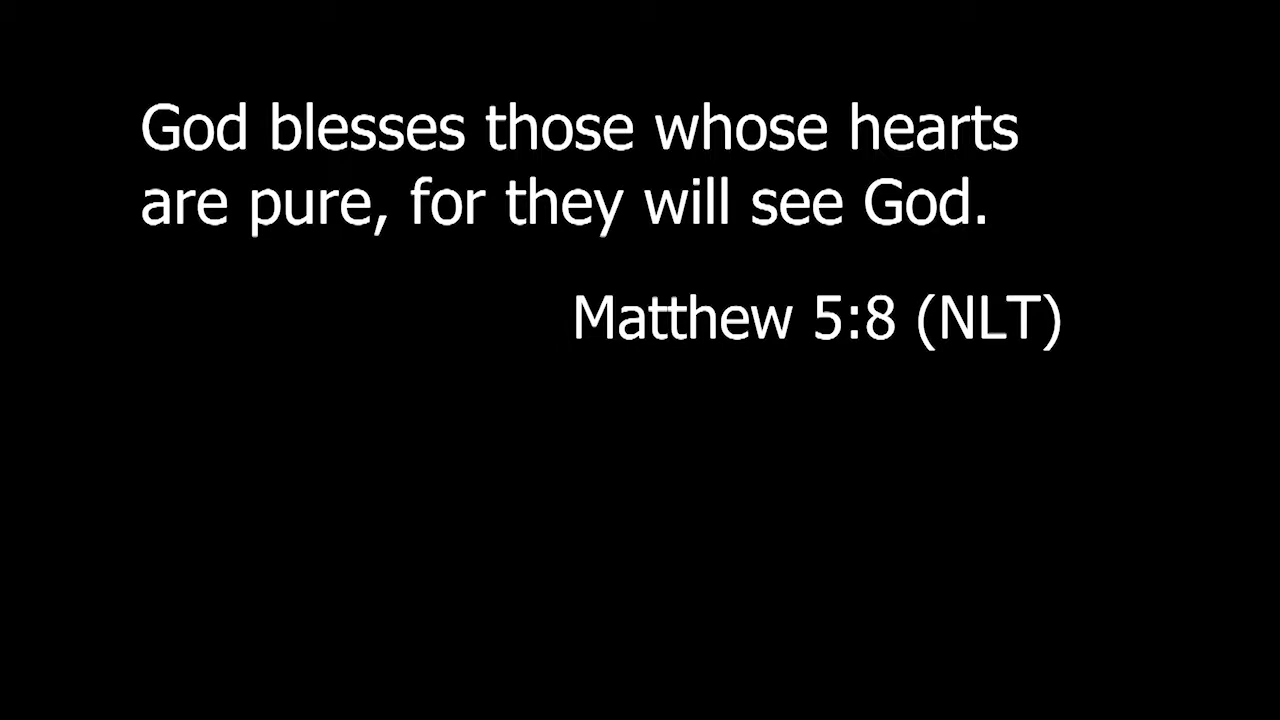 God blesses those whose hearts
are pure, for they will see God.
Matthew 5:8 (NLT)